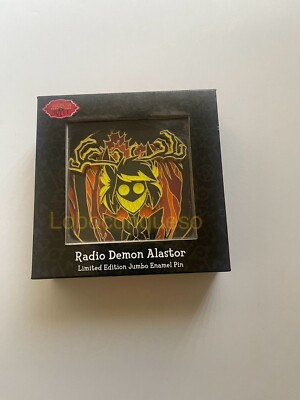 Radio Demon Alastor
Limited Edition Jumbo Enamel Pin